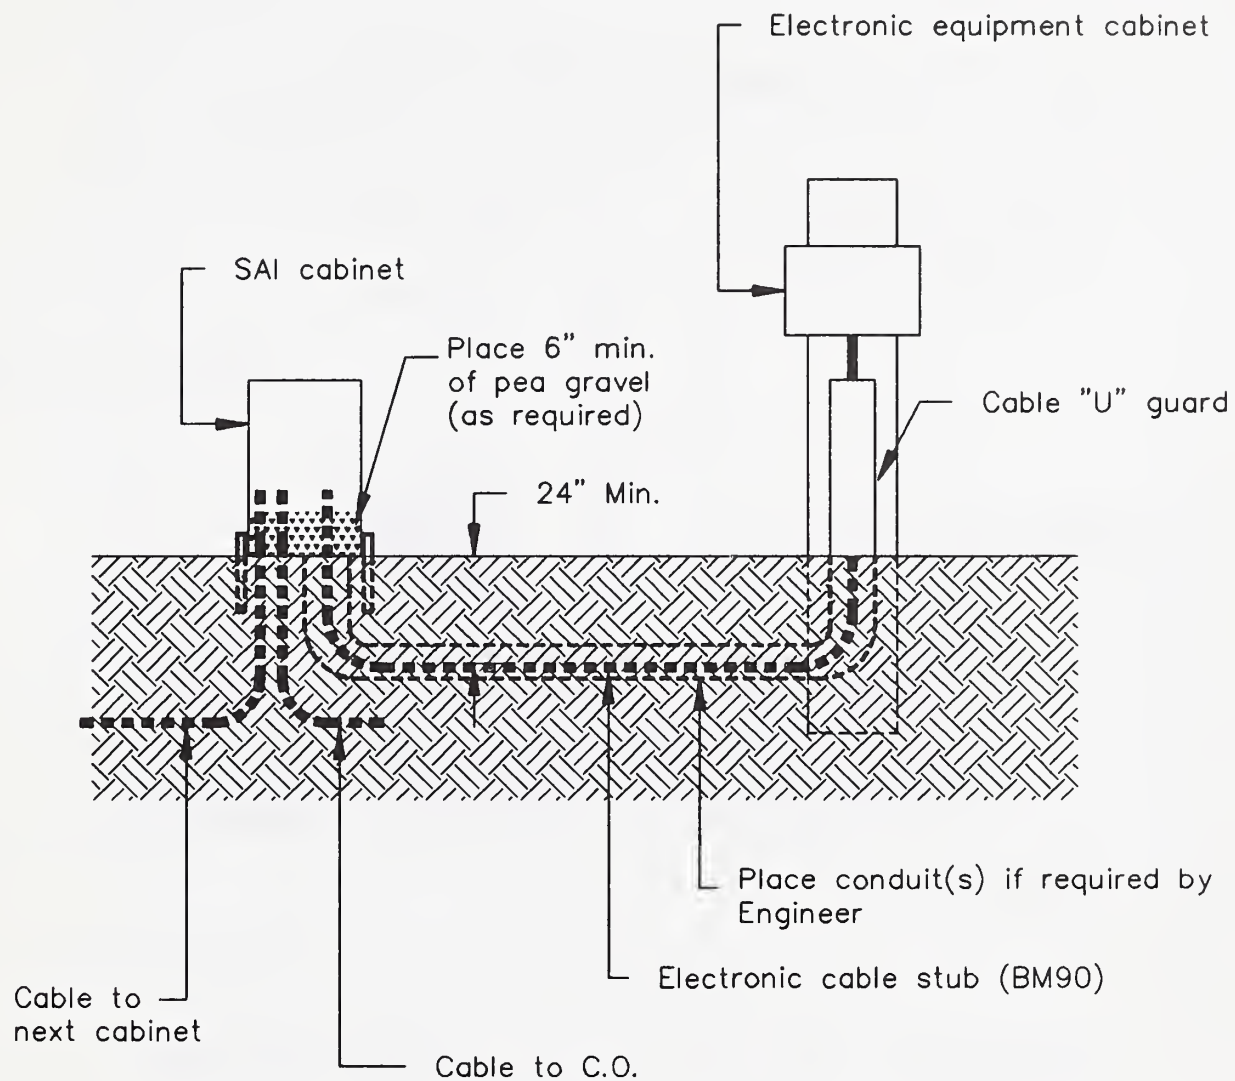 Electronic equipment cabinet
SAI cabinet
Place 6" min.
of pea gravel
(as required)
Cable "U" guard
24" Min.
Place conduit(s) if required by
Engineer
Electronic cable stub (BM90)
Cable to
next cabinet
Cable to C.O.